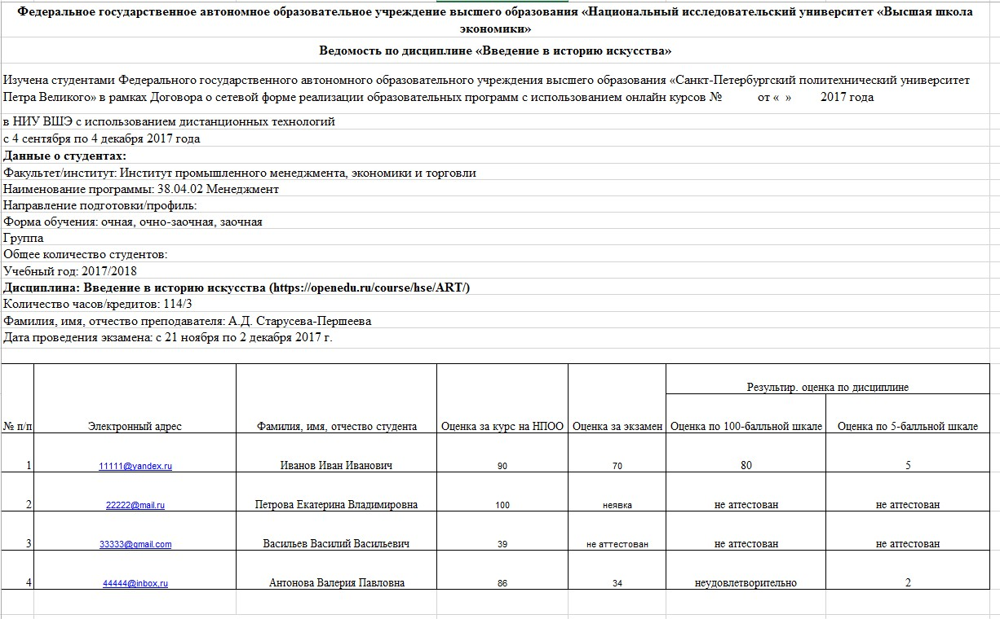 Федеральное государственное автономное образовательное учреждение высшего образования «Национальный исследовательский университет «Высшая школа
экономики»
Ведомость по дисциплине «Введение в историю искусства»
Изучена студентами Федерального государственного автономного образовательного учреждения высшего образования «Санкт-Петербургский политехнический университет
Петра Великого» в рамках Договора о сетевой форме реализации образовательных программ с использованием онлайн курсов № от « » 2017 года
в НИУ ВШЭ с использованием дистанционных технологий
с 4 сентября по 4 декабря 2017 года
Данные о студентах:
Факультет/институт: Институт промышленного менеджмента, экономики и торговли
Наименование программы: 38.04.02 Менеджмент
Направление подготовки/профиль:
Форма обучения: очная, очно-заочная, заочная
Группа
Общее количество студентов:
Учебный год: 2017/2018
Дисциплина: Введение в историю искусства (https://openedu.ru/course/hse/ART/)
Количество часов/кредитов: 114/3
Фамилия, имя, отчество преподавателя: А.Д. Старусева-Першеева
Дата проведения экзамена: с 21 ноября по 2 декабря 2017 г.
Результир. оценка по дисциплине
№ п/п Электронный адрес Фамилия, имя, отчество студента Оценка за курс на НПОО Оценка за экзамен Оценка по 100-балльной шкале Оценка по 5-балльной шкале
1 11111@yandex.ru Иванов Иван Иванович 90 70 80 5
2 22222@mail.ru Петрова Екатерина Владимировна 100 неявка не аттестован не аттестован
3 33333@gmail.com Васильев Василий Васильевич 39 не аттестован не аттестован не аттестован
4 44444@inbox.ru Антонова Валерия Павловна 86 34 неудовлетворительно 2